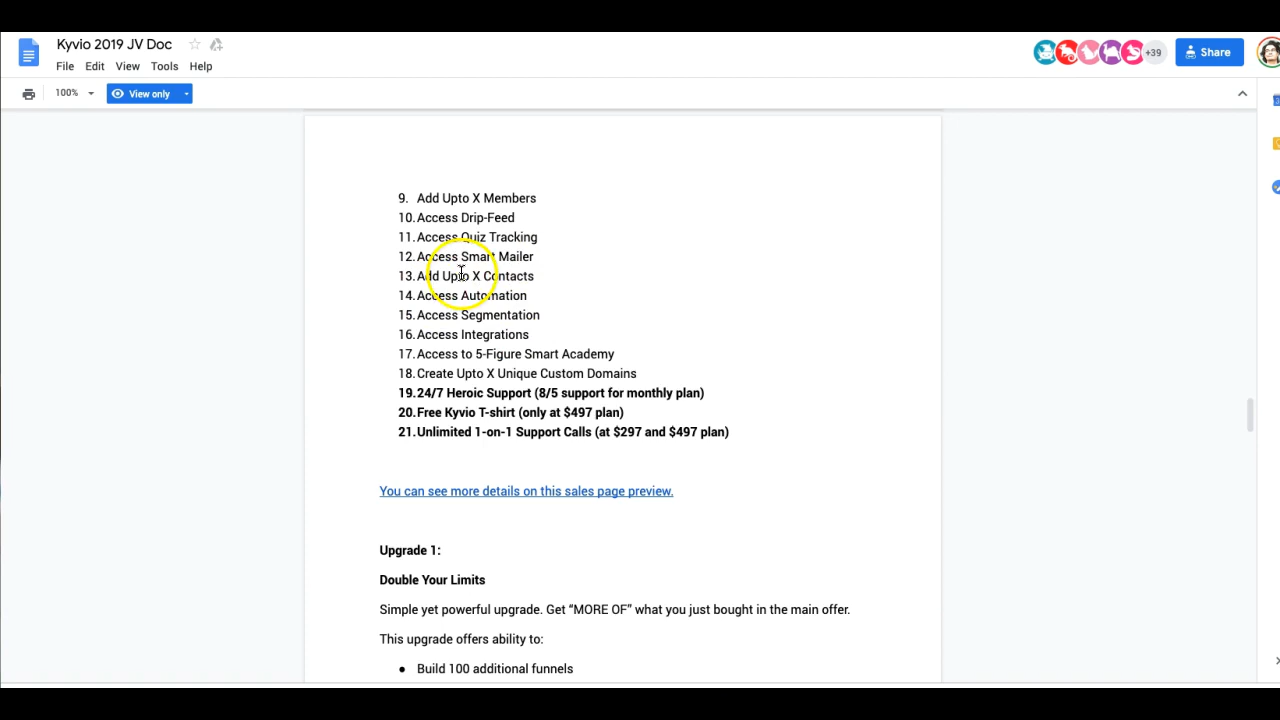 Kyvio 2019 JV Doc
File Edit View Tools Help
+39
Share
100%
View only
9. Add Upto X Members
10. Access Drip-Feed
11. Access Quiz Tracking
12. Access Smart Mailer
13. Add Upto X Contacts
14. Access Automation
15. Access Segmentation
16. Access Integrations
17. Access to 5-Figure Smart Academy
18. Create Upto X Unique Custom Domains
19. 24/7 Heroic Support (8/5 support for monthly plan)
20. Free Kyvio T-shirt (only at $497 plan)
21. Unlimited 1-on-1 Support Calls (at $297 and $497 plan)
You can see more details on this sales page preview.
Upgrade 1:
Double Your Limits
Simple yet powerful upgrade. Get “MORE OF” what you just bought in the main offer.
This upgrade offers ability to:
● Build 100 additional funnels